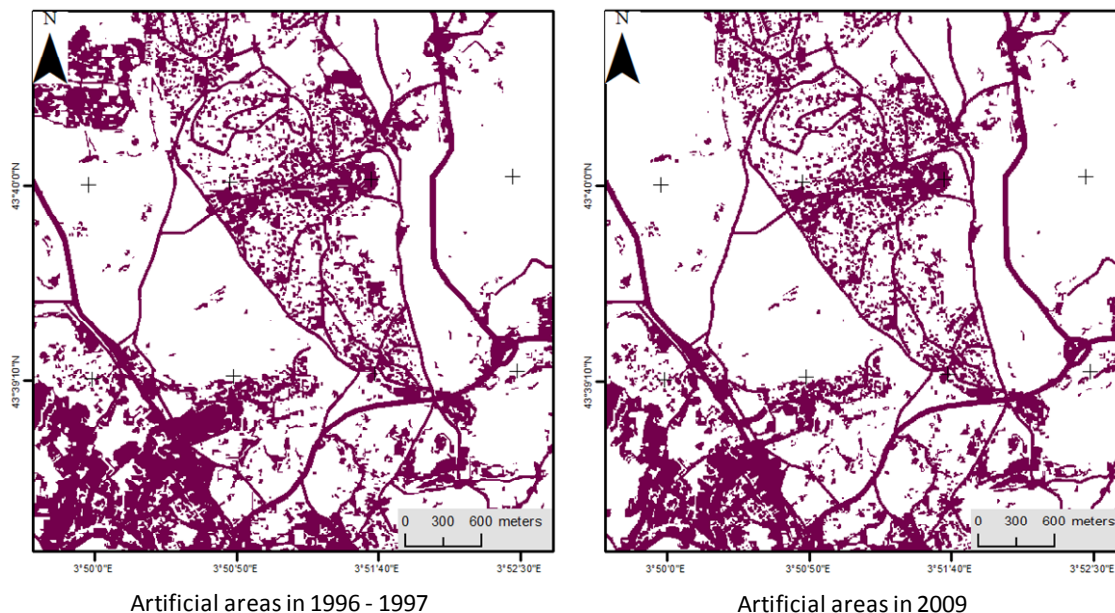 N
43°40'0"N
43°39'10"N
0 300 600 meters
3°50'0"E 3°50'50"E 3°51'40"E 3°52'30"E
Artificial areas in 1996 - 1997
N
43°40'0"N
43°39'10"N
0 300 600 meters
3°50'0"E 3°50'50"E 3°51'40"E 3°52'30"E
Artificial areas in 2009